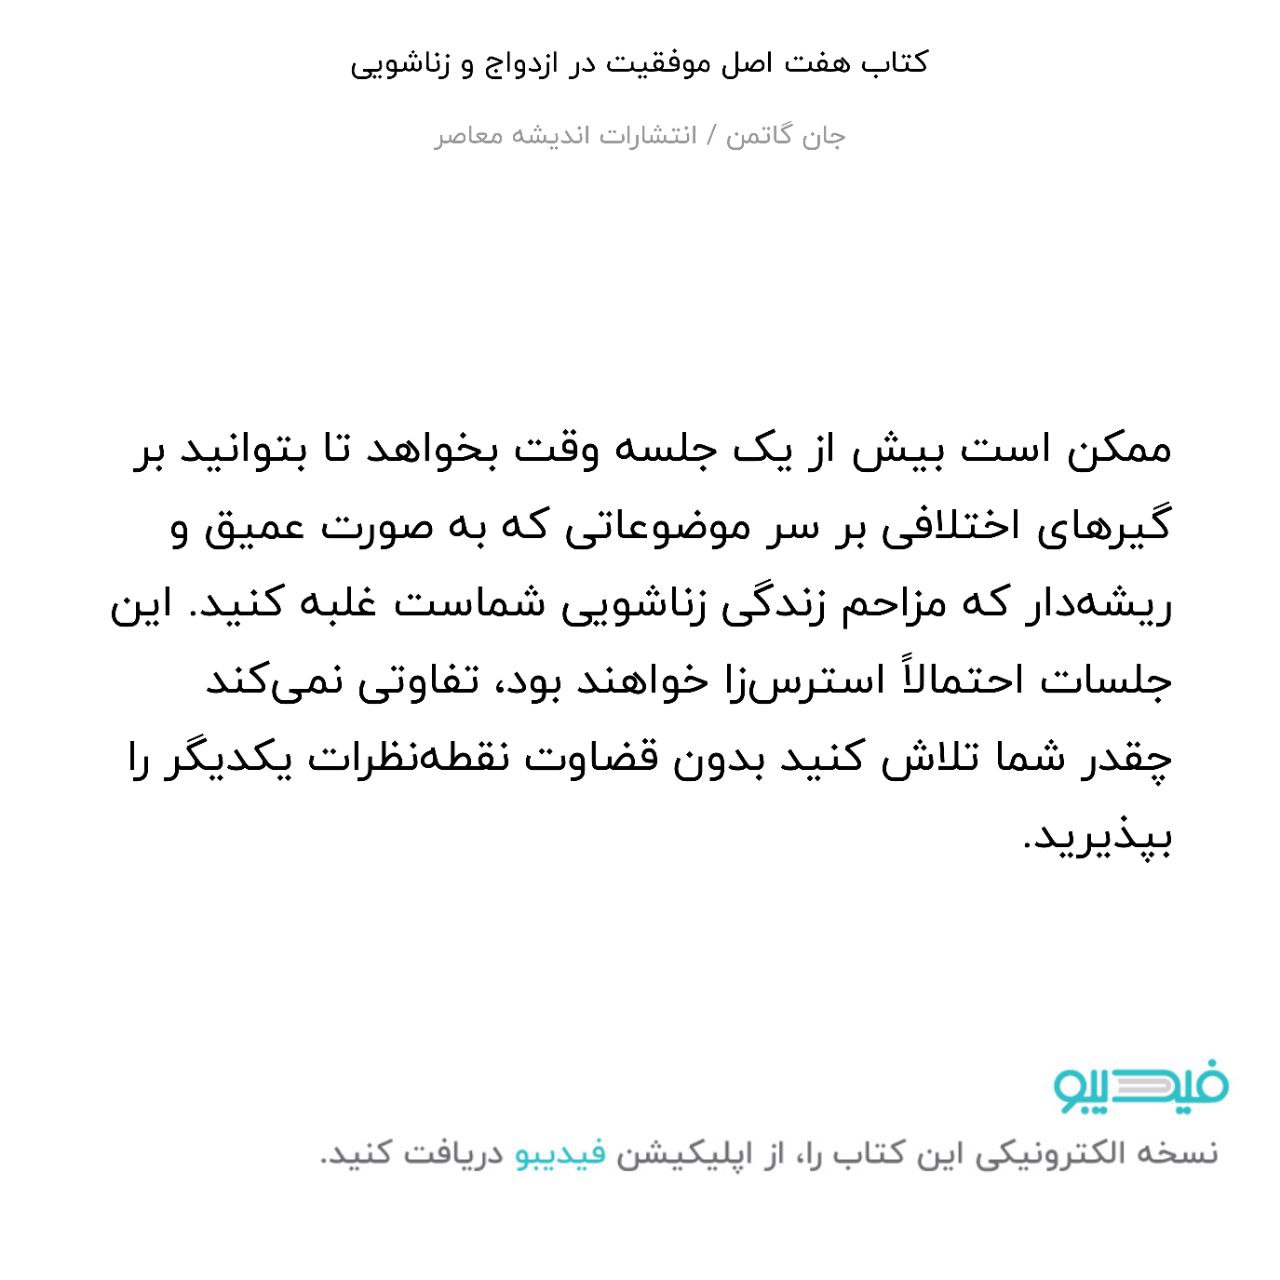 کتاب هفت اصل موفقیت در ازدواج و زناشویی
جان گاتمن / انتشارات اندیشه معاصر
ممکن است بیش از یک جلسه وقت بخواهد تا بتوانید بر
گیرهای اختلافی بر سر موضوعاتی که به صورت عمیق و
ریشه‌دار که مزاحم زندگی زناشویی شماست غلبه کنید. این
جلسات احتمالاً استرس‌زا خواهند بود، تفاوتی نمی‌کند
چقدر شما تلاش کنید بدون قضاوت نقطه‌نظرات یکدیگر را
بپذیرید.
فیدیبو
نسخه الکترونیکی این کتاب را، از اپلیکیشن فیدیبو دریافت کنید.